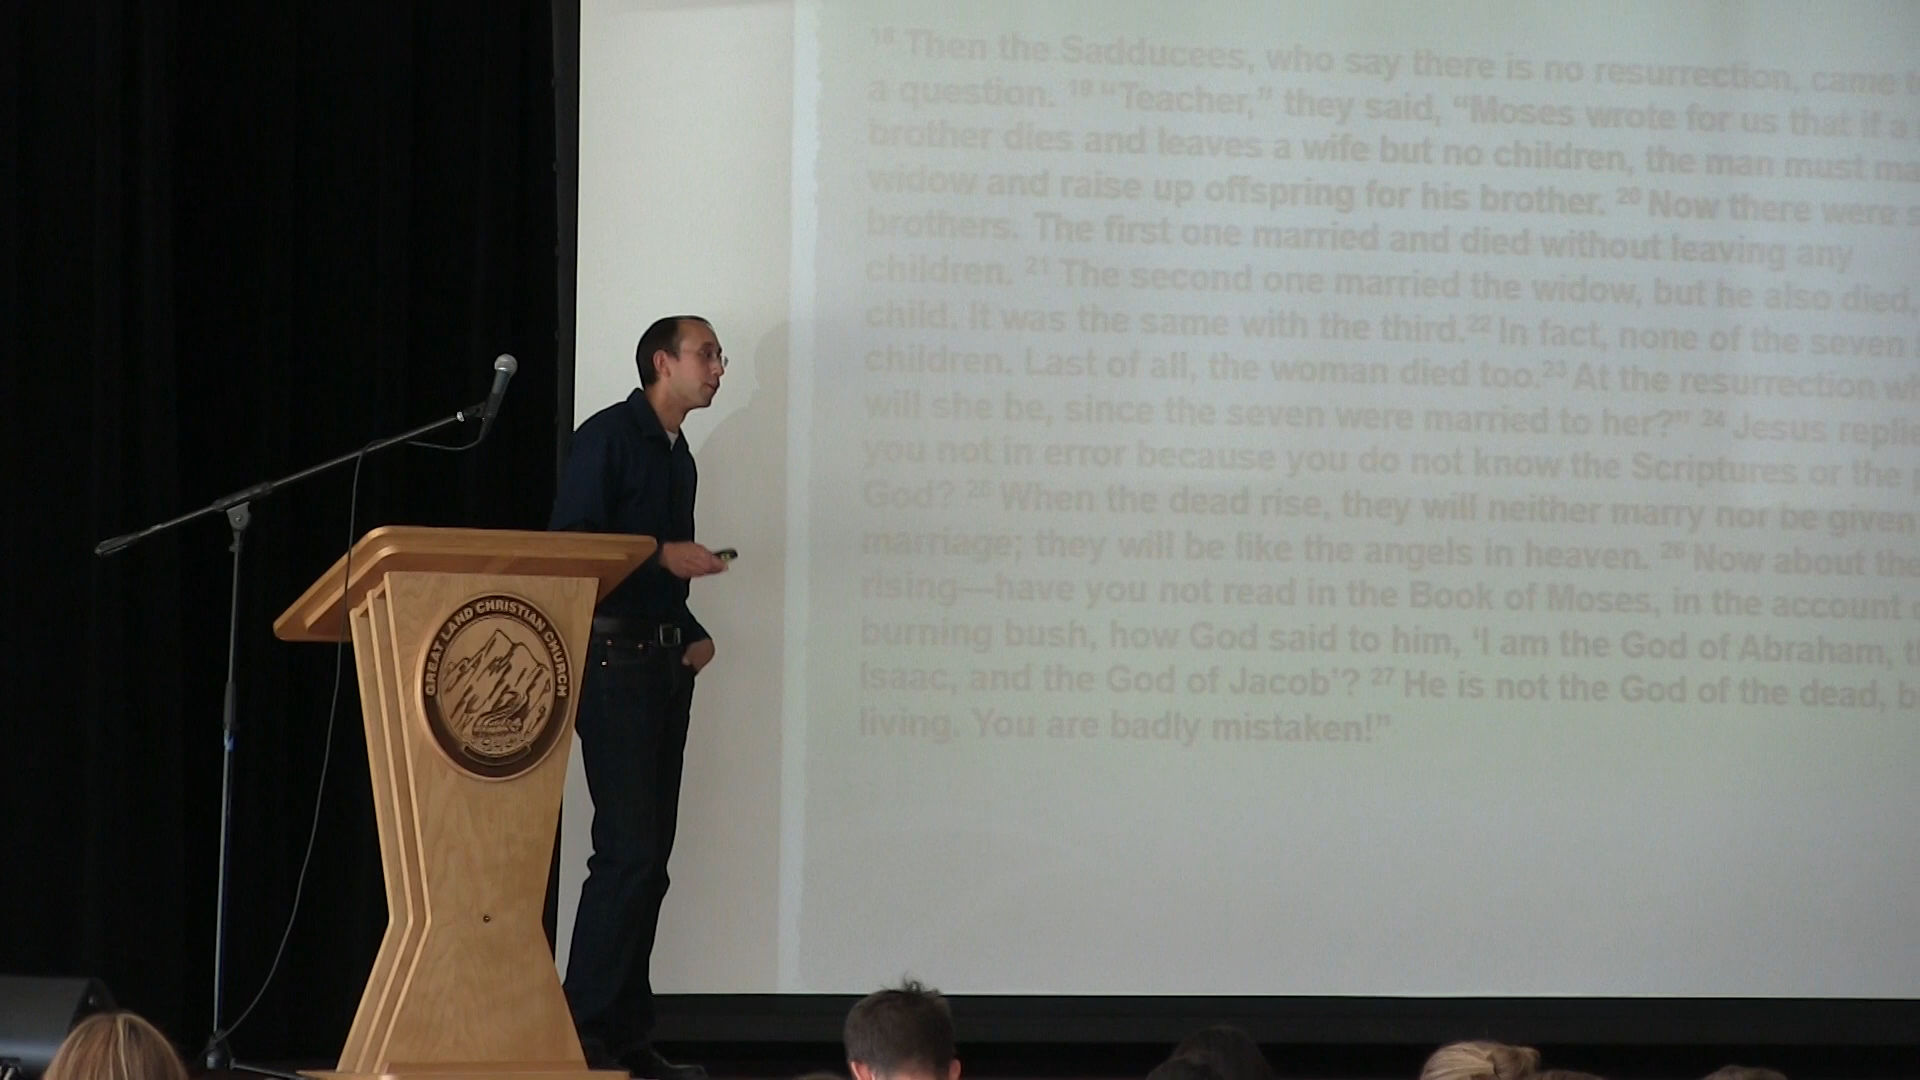 18 Then the Sadducees, who say there is no resurrection, came
a question. 19 “Teacher,” they said, “Moses wrote for us that if a
brother dies and leaves a wife but no children, the man must
widow and raise up offspring for his brother. 20 Now there were
brothers. The first one married and died without leaving any
children. 21 The second one married the widow, but he also died,
child. It was the same with the third.22 In fact, none of the seven
children. Last of all, the woman died too.23 At the resurrection
will she be, since the seven were married to her?” 24 Jesus
you not in error because you do not know the Scriptures or the
God? 25 When the dead rise, they will neither marry nor be given
marriage; they will be like the angels in heaven. 26 Now about
rising—have you not read in the Book of Moses, in the account
burning bush, how God said to him, ‘I am the God of Abraham,
Isaac, and the God of Jacob’? 27 He is not the God of the dead,
living. You are badly mistaken!”
GREAT LAND CHRISTIAN CHURCH